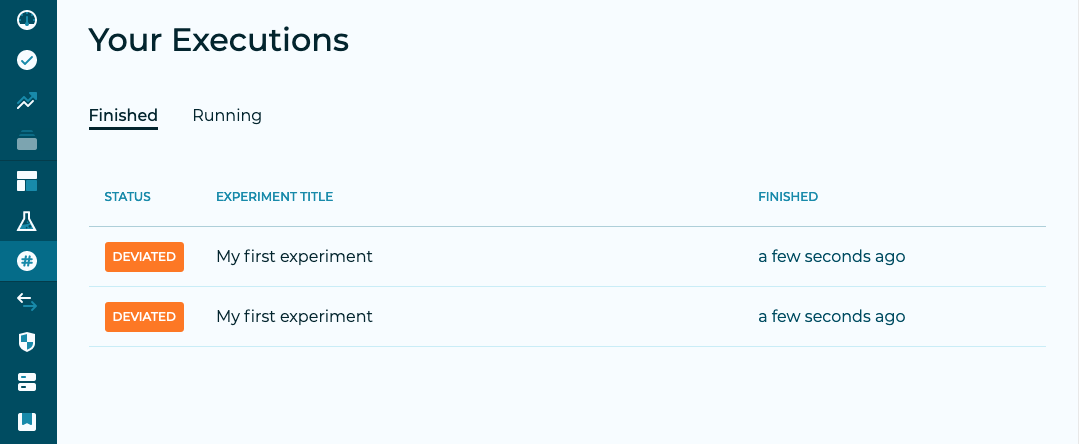 Your Executions
Finished Running
STATUS EXPERIMENT TITLE FINISHED
DEVIATED My first experiment a few seconds ago
DEVIATED My first experiment a few seconds ago